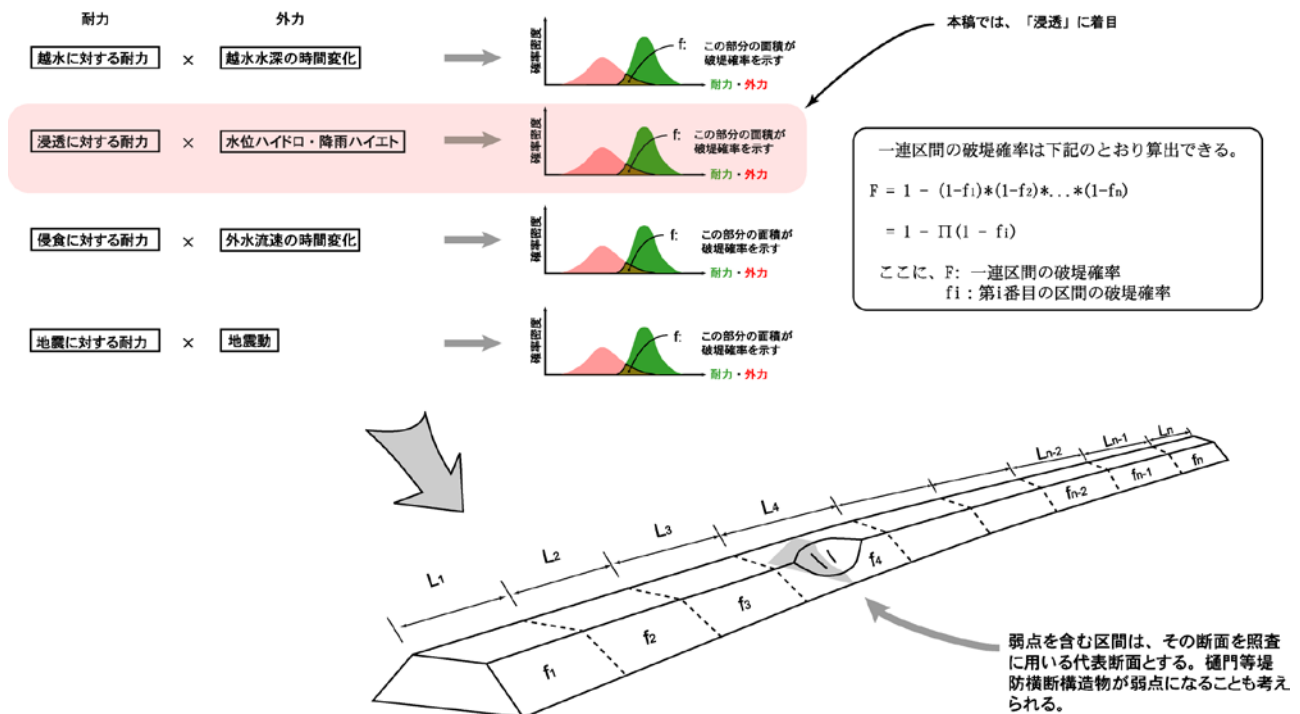 耐力
外力
本稿では、「浸透」に着目
越水に対する耐力
×
越水水深の時間変化
確率密度
f:
この部分の面積が
破堤確率を示す
耐力・外力
浸透に対する耐力
×
水位ハイドロ・降雨ハイエト
確率密度
f:
この部分の面積が
破堤確率を示す
耐力・外力
侵食に対する耐力
×
外水流速の時間変化
確率密度
f:
この部分の面積が
破堤確率を示す
耐力・外力
地震に対する耐力
×
地震動
確率密度
f:
この部分の面積が
破堤確率を示す
耐力・外力
一連区間の破堤確率は下記のとおり算出できる。
F = 1 - (1-f₁)*(1-f₂)*...*(1-fn)
= 1 - Π(1 - fi)
ここに、F: 一連区間の破堤確率
fi:第i番目の区間の破堤確率
L1
L2
L3
L4
Ln-2
Ln-1
Ln
f1
f2
f3
f4
fn-2
fn-1
fn
弱点を含む区間は、その断面を照査
に用いる代表断面とする。樋門等堤
防横断構造物が弱点になることも考え
られる。